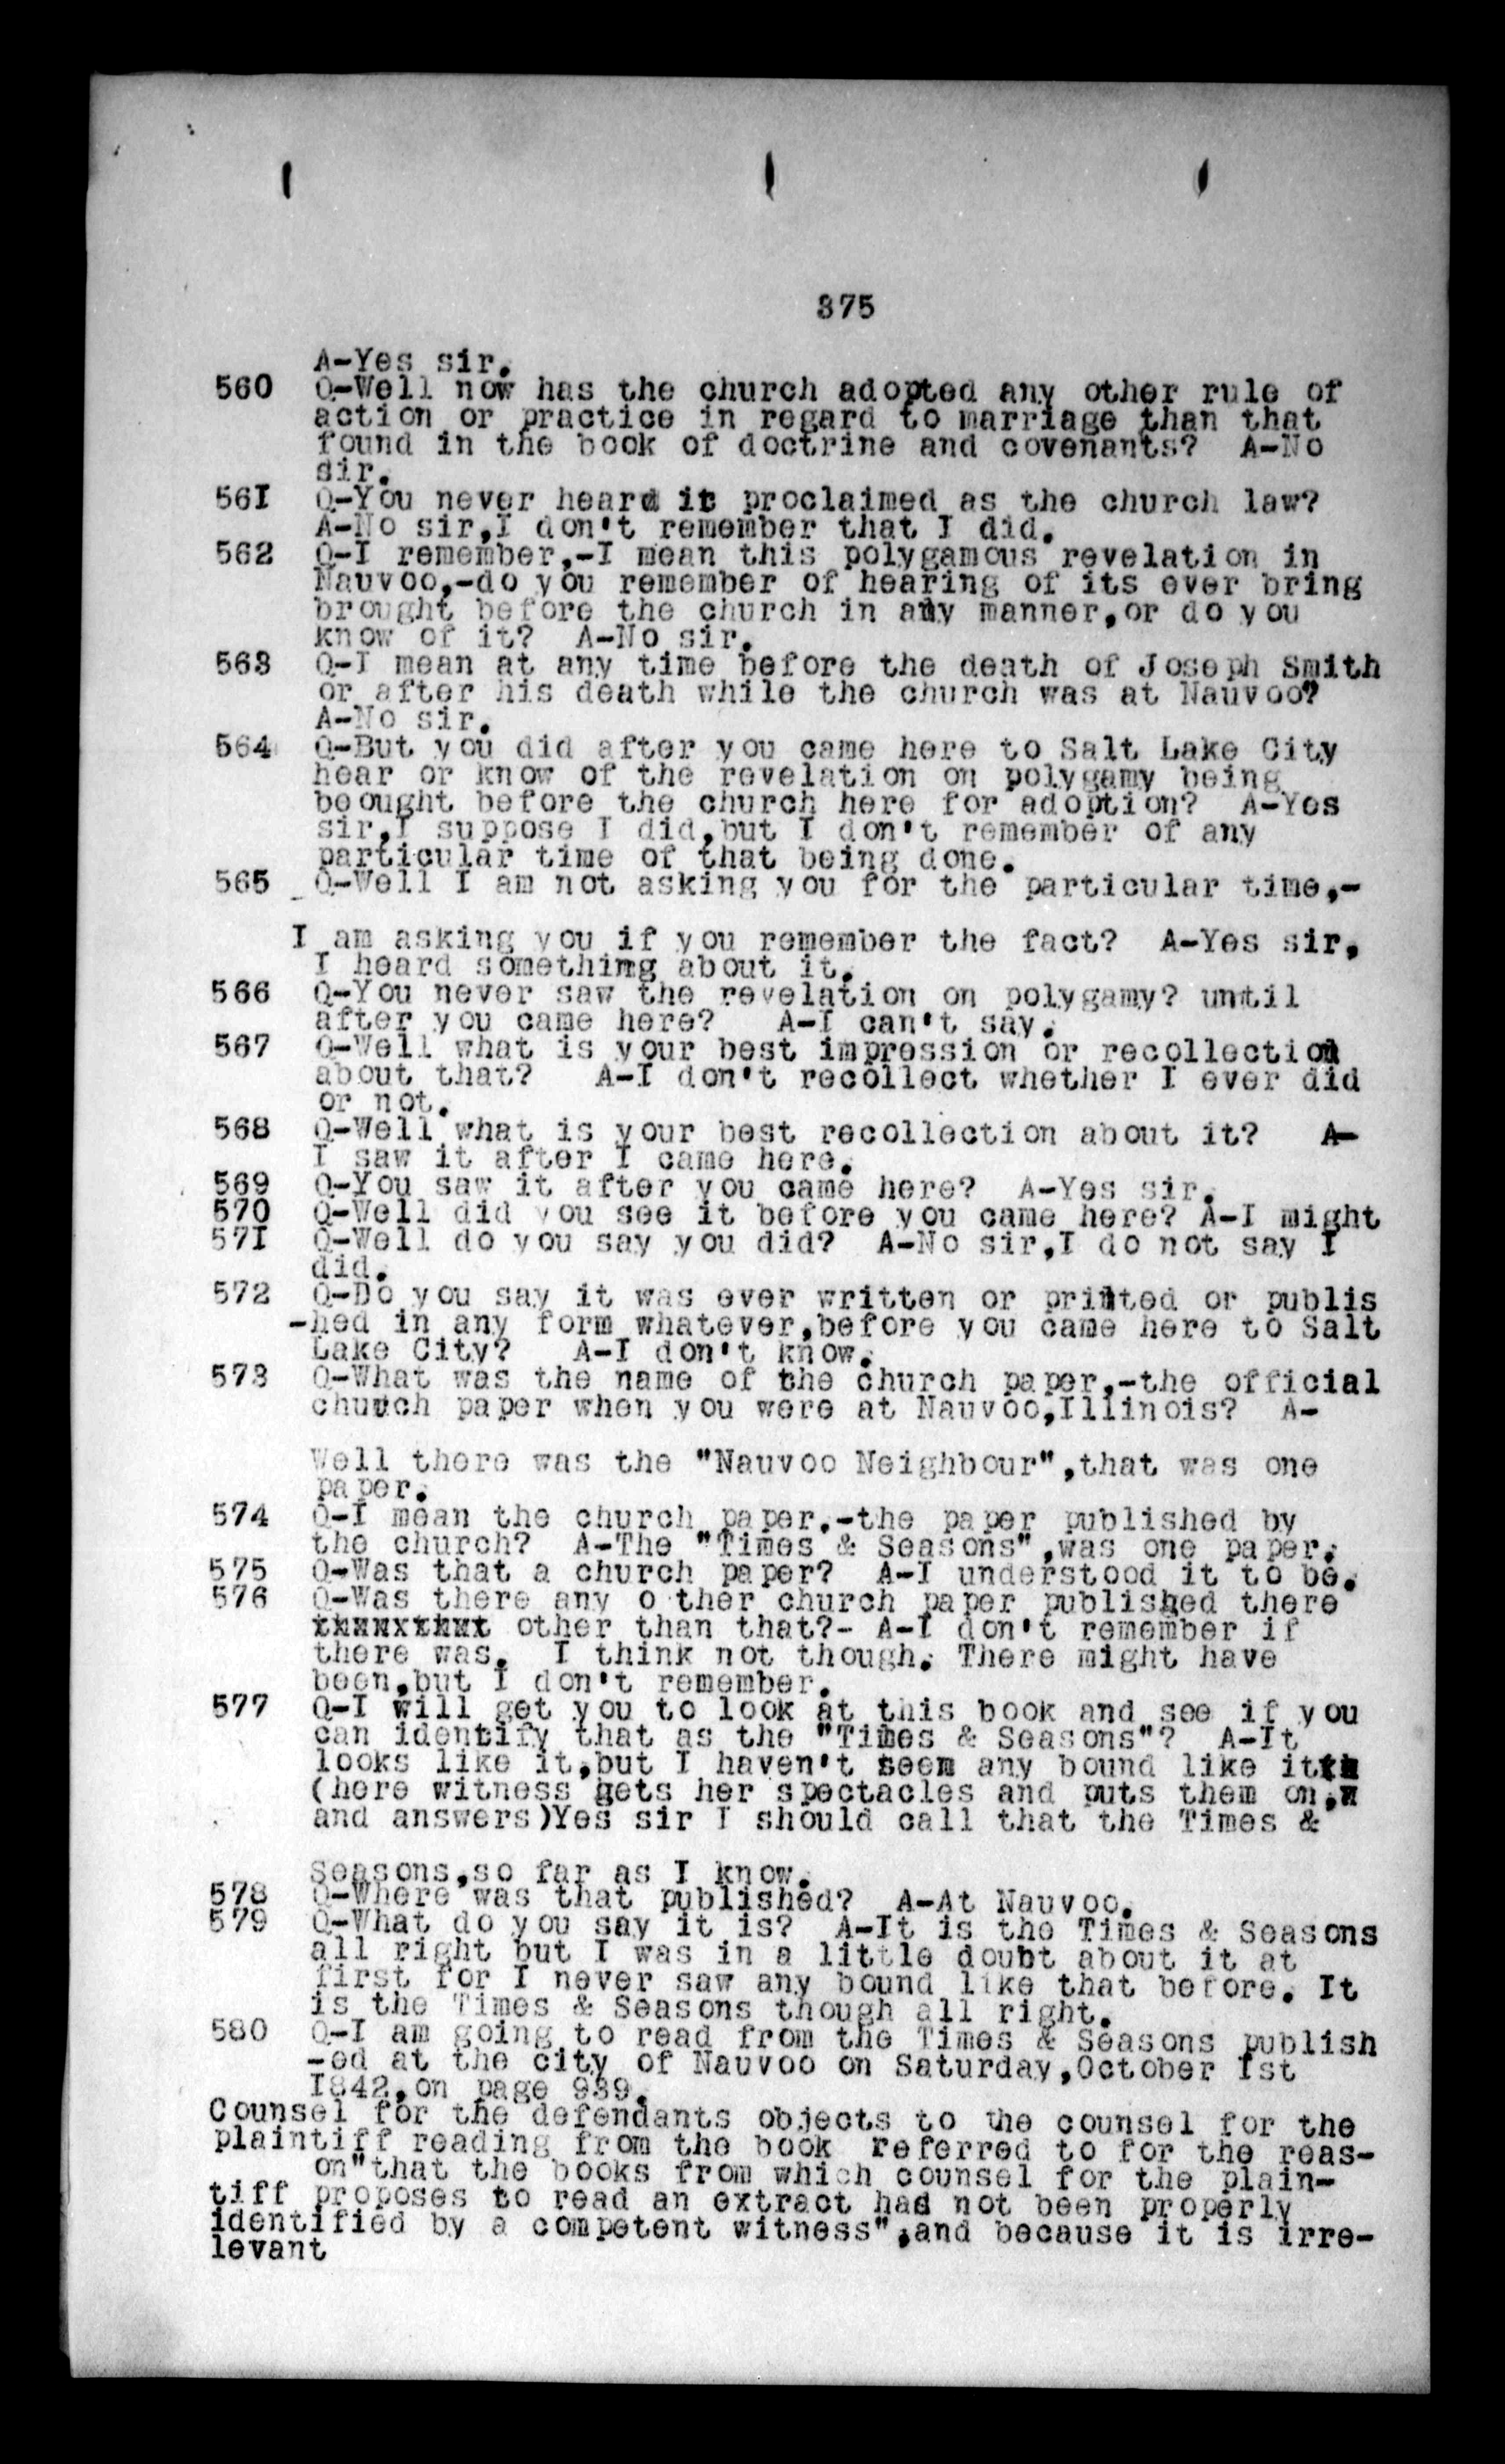 375
A-Yes sir.
560 Q-Well now has the church adopted any other rule of
action or practice in regard to marriage than that
found in the book of doctrine and covenants? A-No
sir.
561 Q-You never heard it proclaimed as the church law?
A-No sir,I don't remember that I did.
562 Q-I remember,-I mean this polygamous revelation in
Nauvoo,-do you remember of hearing of its ever bring
brought before the church in any manner,or do you
know of it? A-No sir.
563 Q-I mean at any time before the death of Joseph Smith
or after his death while the church was at Nauvoo?
A-No sir.
564 Q-But you did after you came here to Salt Lake City
hear or know of the revelation on polygamy being
beought before the church here for adoption? A-Yes
sir,I suppose I did,but I don't remember of any
particular time of that being done.
565 Q-Well I am not asking you for the particular time,-
I am asking you if you remember the fact? A-Yes sir,
I heard something about it.
566 Q-You never saw the revelation on polygamy? until
after you came here? A-I can't say.
567 Q-Well what is your best impression or recollection
about that? A-I don't recollect whether I ever did
or not.
568 Q-Well what is your best recollection about it? A-
I saw it after I came here.
569 Q-You saw it after you came here? A-Yes sir.
570 Q-Well did you see it before you came here? A-I might
571 Q-Well do you say you did? A-No sir,I do not say I
did.
572 Q-Do you say it was ever written or printed or publis
-hed in any form whatever,before you came here to Salt
Lake City? A-I don't know.
573 Q-What was the name of the church paper,-the official
church paper when you were at Nauvoo,Illinois? A-
Well there was the "Nauvoo Neighbour",that was one
paper.
574 Q-I mean the church paper,-the paper published by
the church? A-The "Times & Seasons",was one paper.
575 Q-Was that a church paper? A-I understood it to be.
576 Q-Was there any o ther church paper published there
other than that?- A-I don't remember if
there was. I think not though. There might have
been,but I don't remember.
577 Q-I will get you to look at this book and see if you
can identify that as the "Times & Seasons"? A-It
looks like it,but I haven't seen any bound like it
(here witness gets her spectacles and puts them on,
and answers)Yes sir I should call that the Times &
Seasons,so far as I know.
578 Q-Where was that published? A-At Nauvoo.
579 Q-What do you say it is? A-It is the Times & Seasons
all right but I was in a little doubt about it at
first for I never saw any bound like that before. It
is the Times & Seasons though all right.
580 Q-I am going to read from the Times & Seasons publish
-ed at the city of Nauvoo on Saturday,October 1st
1842,on page 939.
Counsel for the defendants objects to the counsel for the
plaintiff reading from the book referred to for the reas-
on"that the books from which counsel for the plain-
tiff proposes to read an extract had not been properly
identified by a competent witness",and because it is irre-
levant